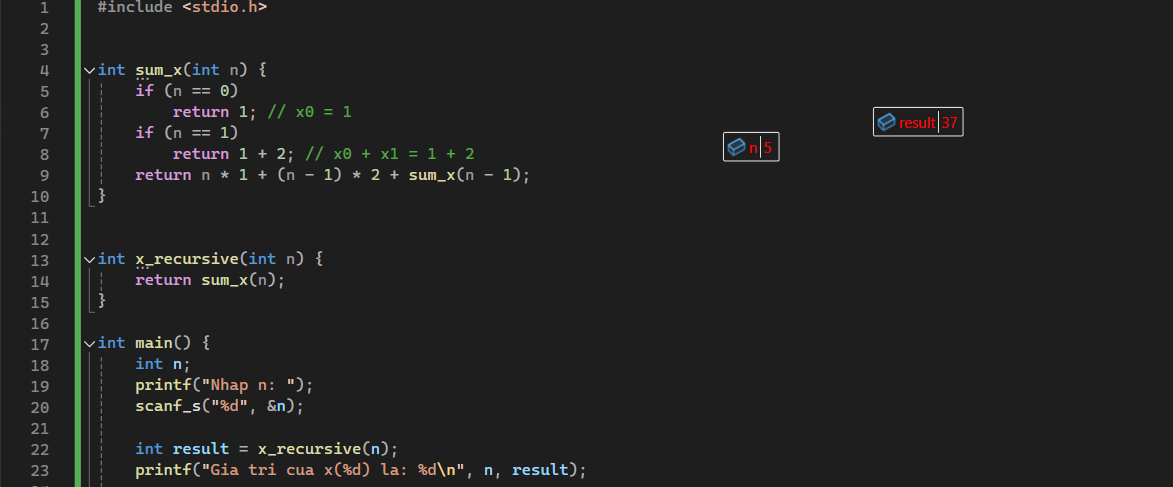 1 #include <stdio.h>
2
3
4 int sum_x(int n) {
5 if (n == 0)
6 return 1; // x0 = 1
7 if (n == 1)
8 return 1 + 2; // x0 + x1 = 1 + 2
9 return n * 1 + (n - 1) * 2 + sum_x(n - 1);
10 }
11
12
13 int x_recursive(int n) {
14 return sum_x(n);
15 }
16
17 int main() {
18 int n;
19 printf("Nhap n: ");
20 scanf_s("%d", &n);
21
22 int result = x_recursive(n);
23 printf("Gia tri cua x(%d) la: %d\n", n, result);
result 37
n 5